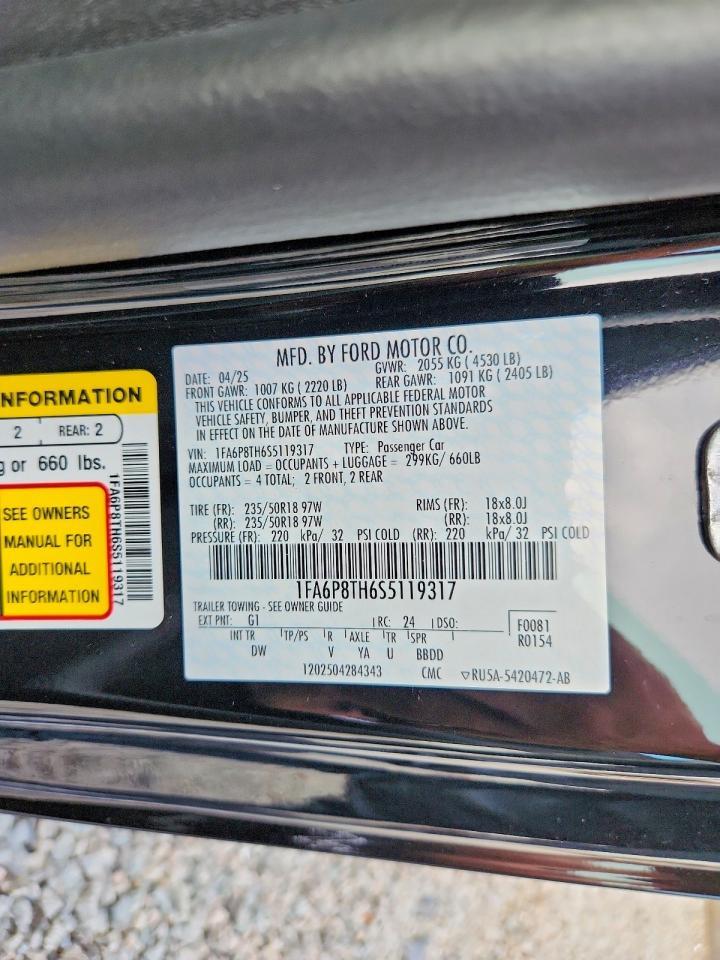 MFD. BY FORD MOTOR CO.
DATE: 04/25 GVWR: 2055 KG ( 4530 LB)
FRONT GAWR: 1007 KG ( 2220 LB) REAR GAWR: 1091 KG ( 2405 LB)
THIS VEHICLE CONFORMS TO ALL APPLICABLE FEDERAL MOTOR
VEHICLE SAFETY, BUMPER, AND THEFT PREVENTION STANDARDS
IN EFFECT ON THE DATE OF MANUFACTURE SHOWN ABOVE.
VIN: 1FA6P8TH6S5119317 TYPE: Passenger Car
MAXIMUM LOAD = OCCUPANTS + LUGGAGE = 299KG/ 660LB
OCCUPANTS = 4 TOTAL; 2 FRONT, 2 REAR
TIRE (FR): 235/50R18 97W RIMS (FR): 18x8.0J
(RR): 235/50R18 97W (RR): 18x8.0J
PRESSURE (FR): 220 kPa/ 32 PSI COLD (RR): 220 kPa/ 32 PSI COLD
1FA6P8TH6S5119317
TRAILER TOWING - SEE OWNER GUIDE
EXT PNT: G1 RC: 24 DSO: F0081
R0154
INT TR TP/PS R AXLE TR SPR
DW V YA U BBDD
1202504284343 CMC ▽RU5A-5420472-AB
INFORMATION
2 REAR: 2
g or 660 lbs.
SEE OWNERS
MANUAL FOR
ADDITIONAL
INFORMATION
1FA6P8TH6S5119317